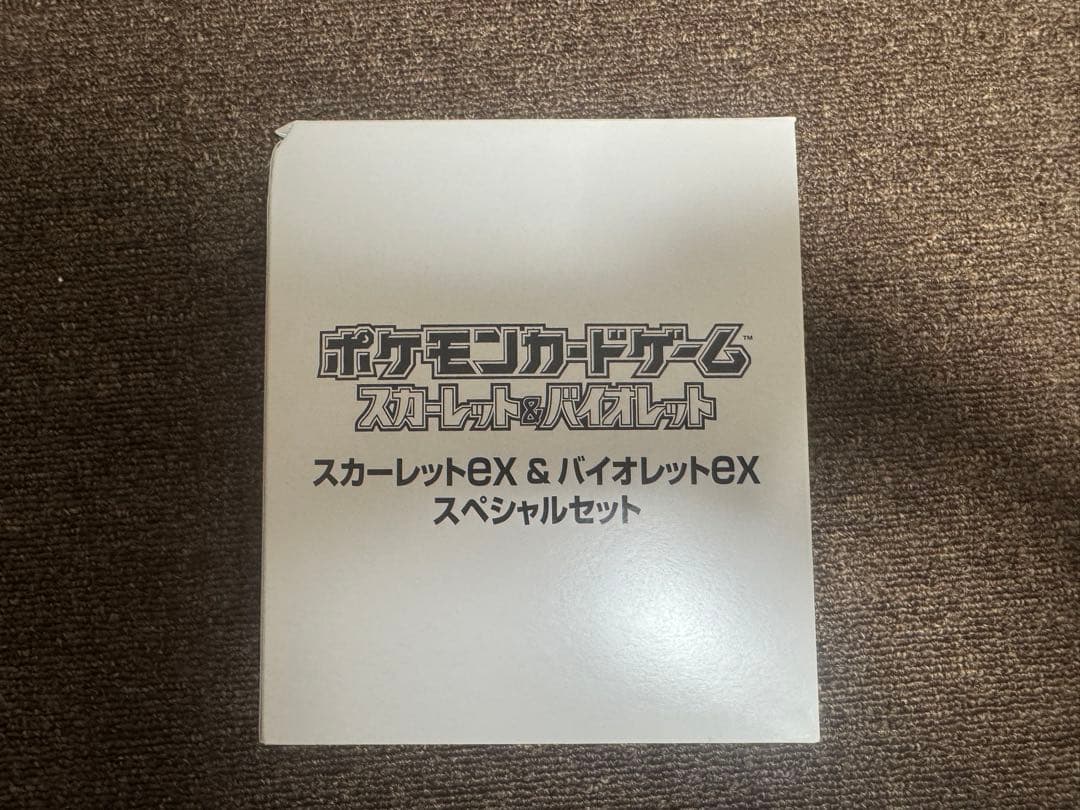 ポケモンカードゲーム™
スカーレット&バイオレット
スカーレットex & バイオレットex
スペシャルセット